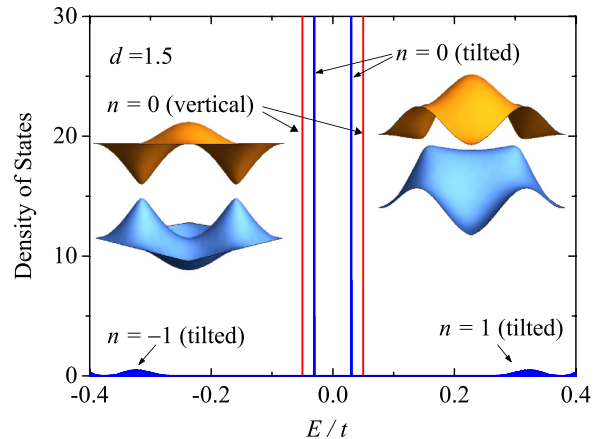 30
d = 1.5
n = 0 (tilted)
n = 0 (vertical)
20
Density of States
10
n = –1 (tilted)
n = 1 (tilted)
0
-0.4 -0.2 0.0 0.2 0.4
E / t